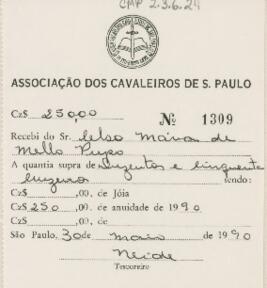 CMP 2.3.6.24
ASSOCIAÇÃO DOS CAVALEIROS DE S. PAULO
Cz$ 250,00 Nº 1309
Recebi do Sr. Celso Maria de
Mello Pupo
A quantia supra de Duzentos e Cinquenta
Cruzeiros sendo:
Cz$ ,00. de Jóia
Cz$ 250 ,00. de anuidade de 1990
Cz$ ,00. de
São Paulo, 30 de maio de 1990
Neide
Tesoureiro